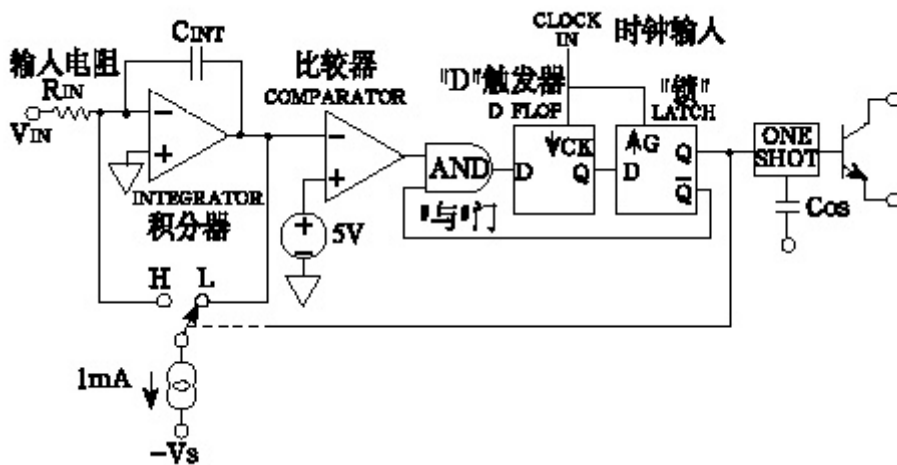 CLOCK
IN
时钟输入
CINT
输入电阻
RIN
VIN
比较器
COMPARATOR
"D"触发器
D FLOP
"锁"
LATCH
−
+
INTEGRATOR
积分器
−
+
AND
"与"门
D
CK
Q
G
D
Q
Q̅
ONE
SHOT
COS
+
−
5V
H
L
1mA
−Vs